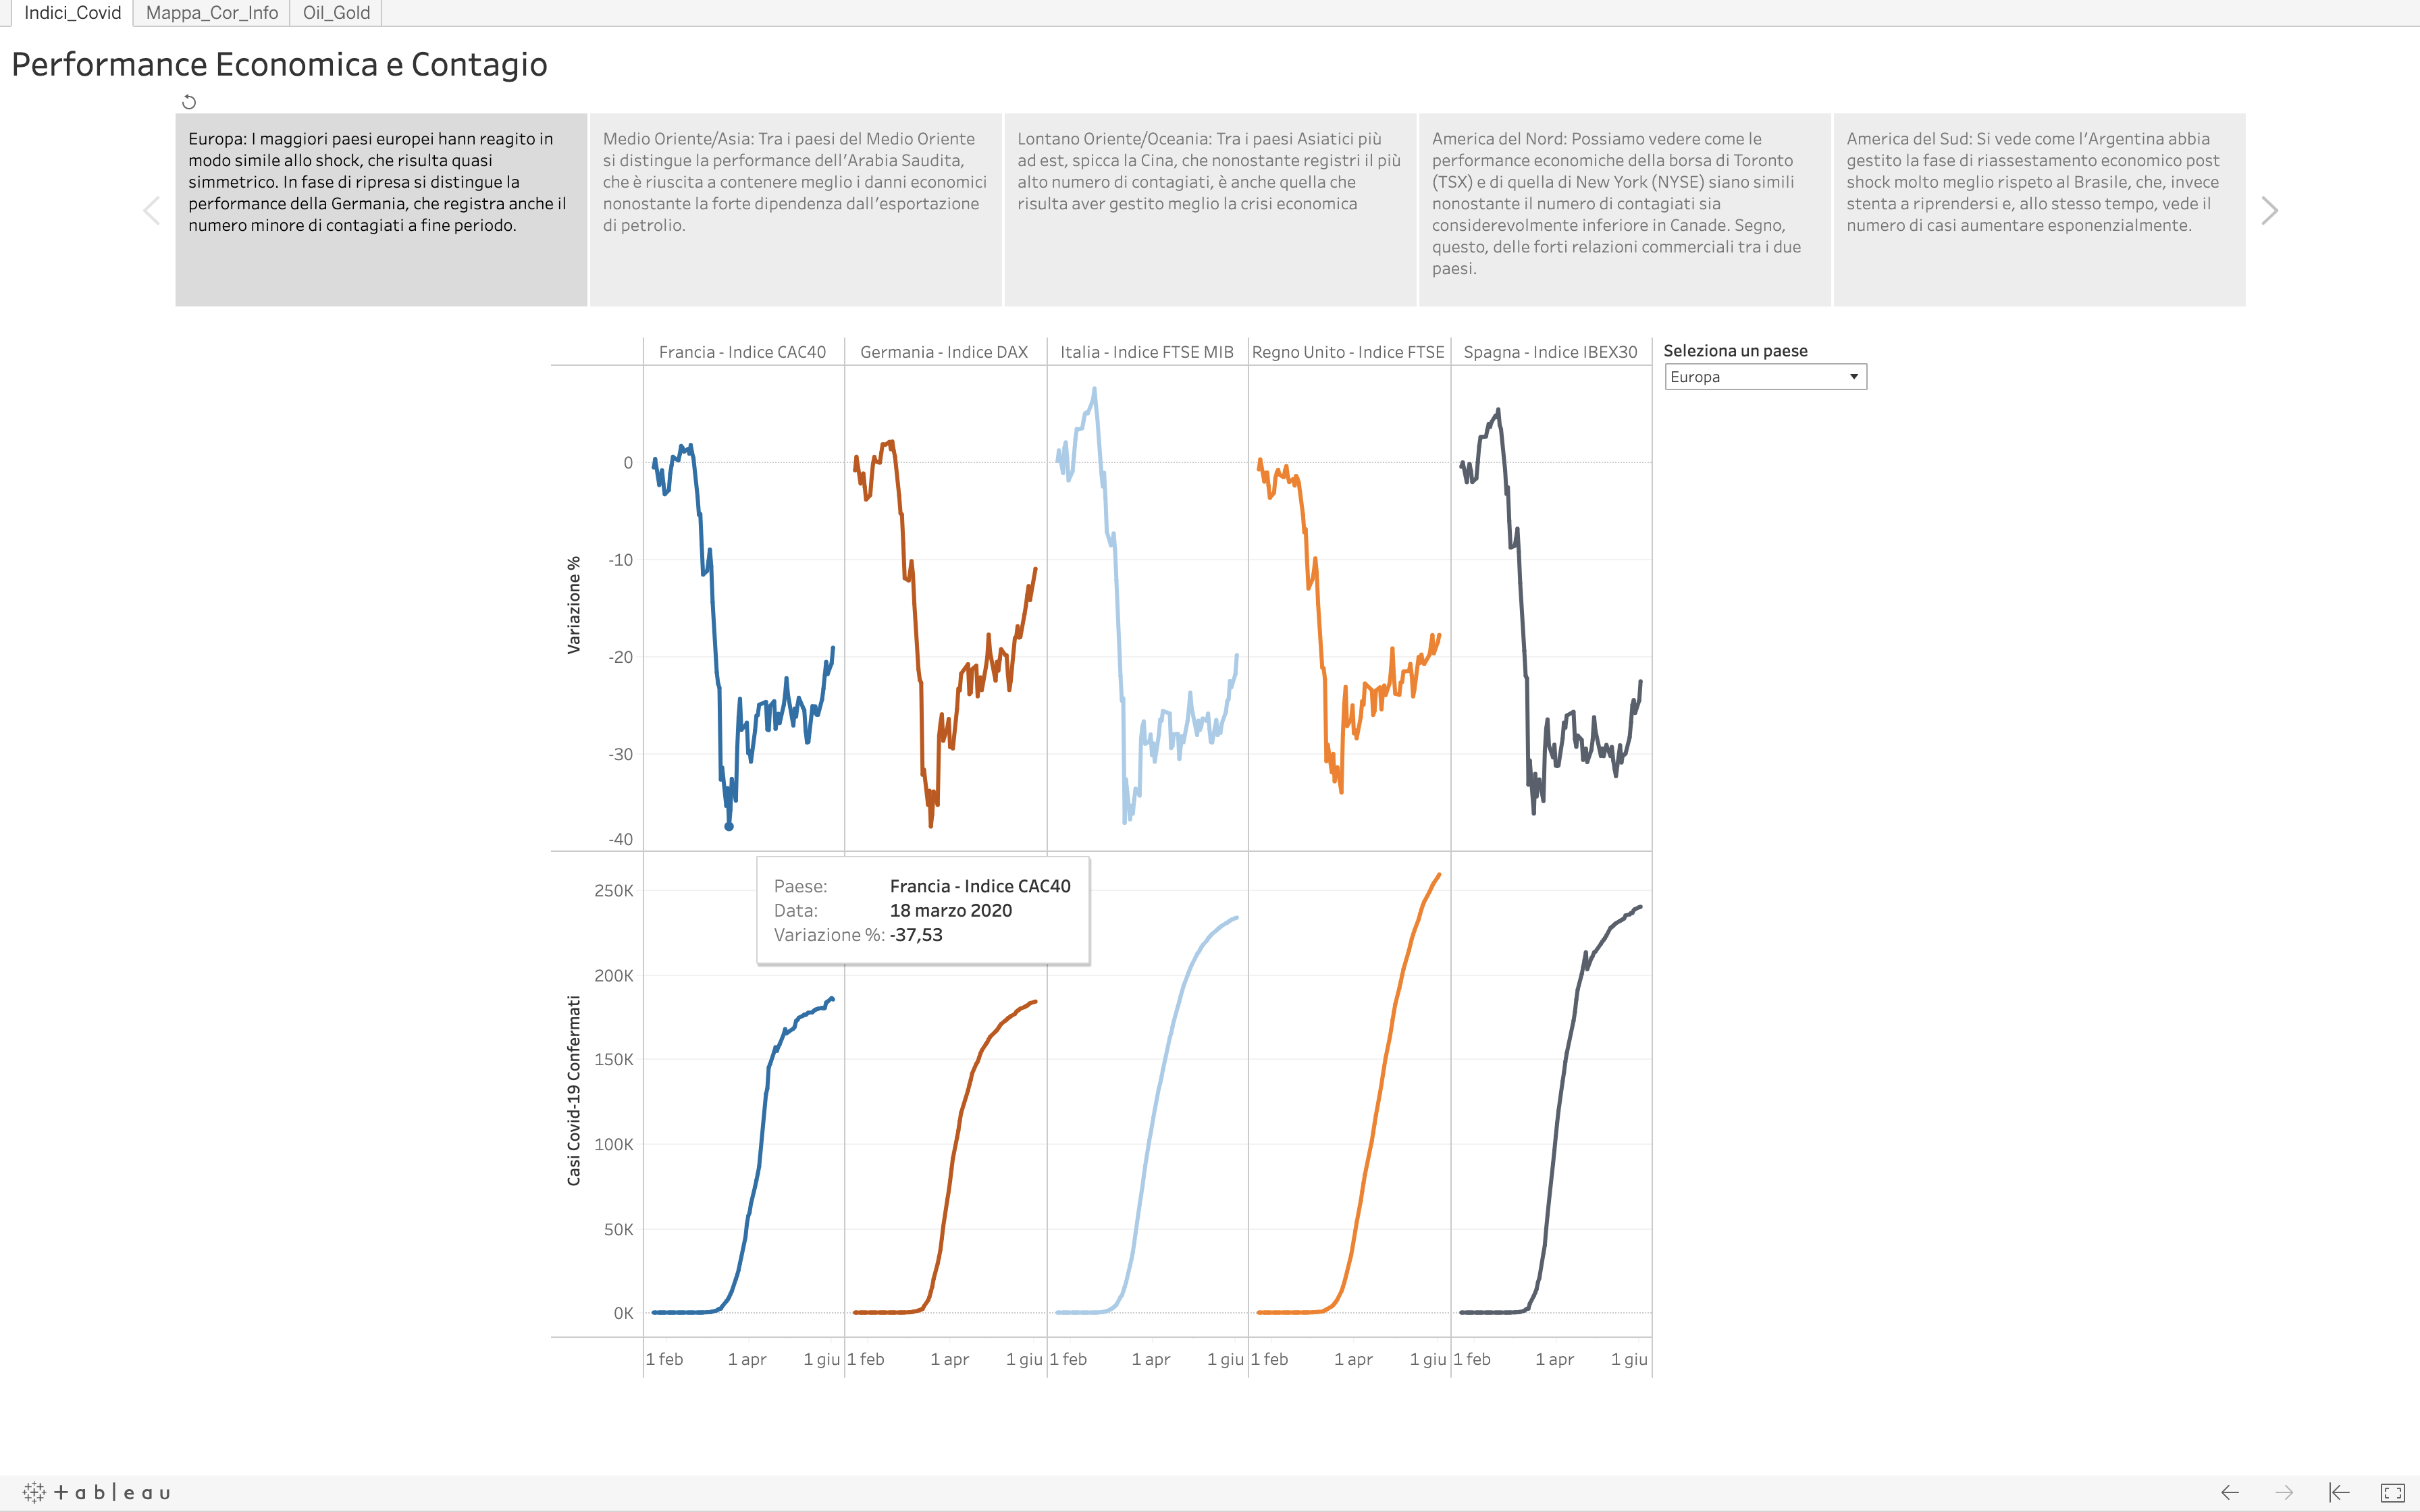 Indici_Covid
Mappa_Cor_Info
Oil_Gold
Performance Economica e Contagio
Europa: I maggiori paesi europei hann reagito in
modo simile allo shock, che risulta quasi
simmetrico. In fase di ripresa si distingue la
performance della Germania, che registra anche il
numero minore di contagiati a fine periodo.
Medio Oriente/Asia: Tra i paesi del Medio Oriente
si distingue la performance dell'Arabia Saudita,
che è riuscita a contenere meglio i danni economici
nonostante la forte dipendenza dall'esportazione
di petrolio.
Lontano Oriente/Oceania: Tra i paesi Asiatici più
ad est, spicca la Cina, che nonostante registri il più
alto numero di contagiati, è anche quella che
risulta aver gestito meglio la crisi economica
America del Nord: Possiamo vedere come le
performance economiche della borsa di Toronto
(TSX) e di quella di New York (NYSE) siano simili
nonostante il numero di contagiati sia
considerevolmente inferiore in Canade. Segno,
questo, delle forti relazioni commerciali tra i due
paesi.
America del Sud: Si vede come l'Argentina abbia
gestito la fase di riassestamento economico post
shock molto meglio rispeto al Brasile, che, invece
stenta a riprendersi e, allo stesso tempo, vede il
numero di casi aumentare esponenzialmente.
Francia - Indice CAC40
Germania - Indice DAX
Italia - Indice FTSE MIB
Regno Unito - Indice FTSE
Spagna - Indice IBEX30
Seleziona un paese
Europa
Variazione %
0
-10
-20
-30
-40
Paese: Francia - Indice CAC40
Data: 18 marzo 2020
Variazione %: -37,53
Casi Covid-19 Confermati
250K
200K
150K
100K
50K
0K
1 feb 1 apr 1 giu
1 feb 1 apr 1 giu
1 feb 1 apr 1 giu
1 feb 1 apr 1 giu
1 feb 1 apr 1 giu
+ a b l e a u